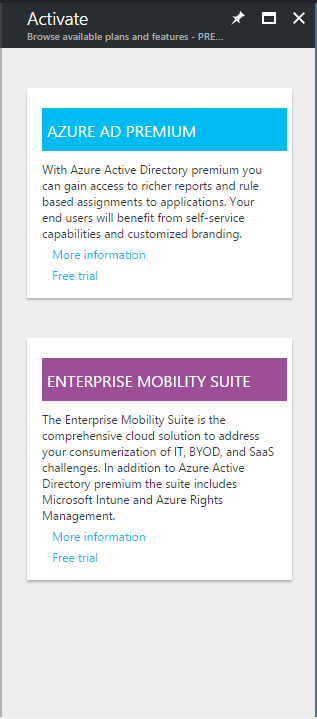 Activate
Browse available plans and features - PRE...
AZURE AD PREMIUM
With Azure Active Directory premium you
can gain access to richer reports and rule
based assignments to applications. Your
end users will benefit from self-service
capabilities and customized branding.
More information
Free trial
ENTERPRISE MOBILITY SUITE
The Enterprise Mobility Suite is the
comprehensive cloud solution to address
your consumerization of IT, BYOD, and SaaS
challenges. In addition to Azure Active
Directory premium the suite includes
Microsoft Intune and Azure Rights
Management.
More information
Free trial